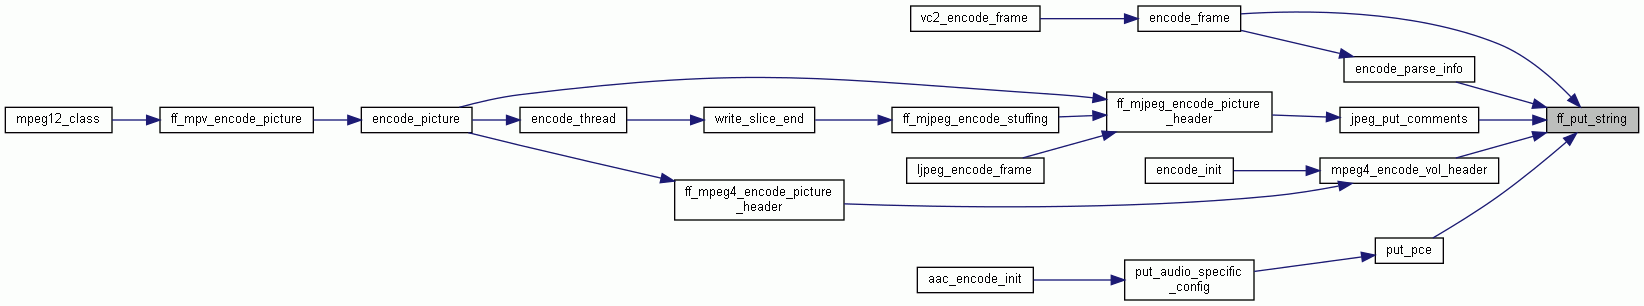 vc2_encode_frame
encode_frame
encode_parse_info
mpeg12_class
ff_mpv_encode_picture
encode_picture
encode_thread
write_slice_end
ff_mjpeg_encode_stuffing
ff_mjpeg_encode_picture
_header
jpeg_put_comments
ff_put_string
ljpeg_encode_frame
encode_init
mpeg4_encode_vol_header
ff_mpeg4_encode_picture
_header
put_pce
aac_encode_init
put_audio_specific
_config